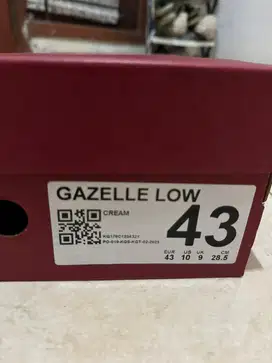 GAZELLE LOW
CREAM
43
EUR US UK CM
43 10 9 28.5